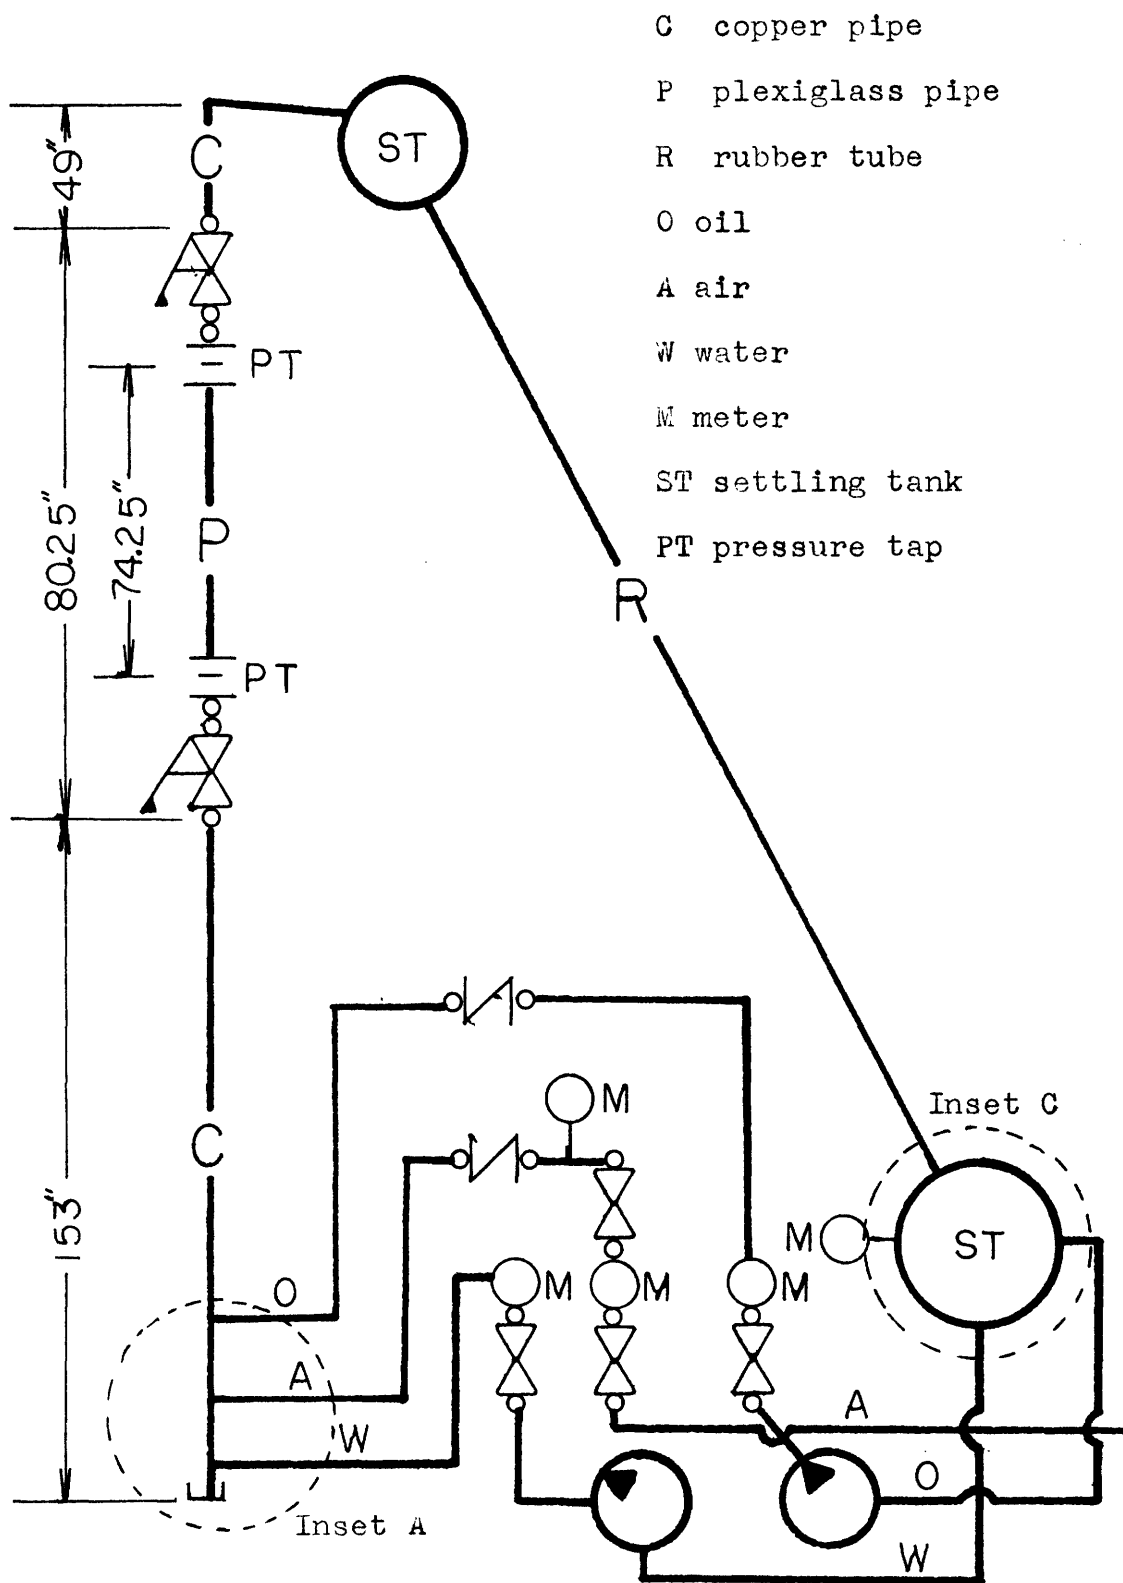 C copper pipe
P plexiglass pipe
R rubber tube
O oil
A air
W water
M meter
ST settling tank
PT pressure tap
ST
C
49"
PT
80.25"
74.25"
P
R
PT
M
Inset C
C
153"
M
ST
O
M
M
M
A
A
W
O
Inset A
W